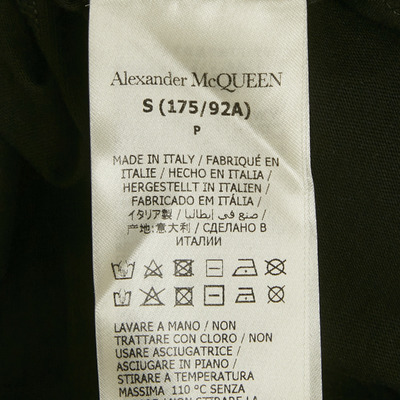 Alexander McQUEEN
S (175/92A)
P
MADE IN ITALY / FABRIQUÉ EN
ITALIE / HECHO EN ITALIA /
HERGESTELLT IN ITALIEN /
FABRICADO EM ITÁLIA /
イタリア製 / صنع في إيطاليا /
产地:意大利 / СДЕЛАНО В
ИТАЛИИ
LAVARE A MANO / NON
TRATTARE CON CLORO / NON
USARE ASCIUGATRICE /
ASCIUGARE IN PIANO /
STIRARE A TEMPERATURA
MASSIMA 110 °C SENZA